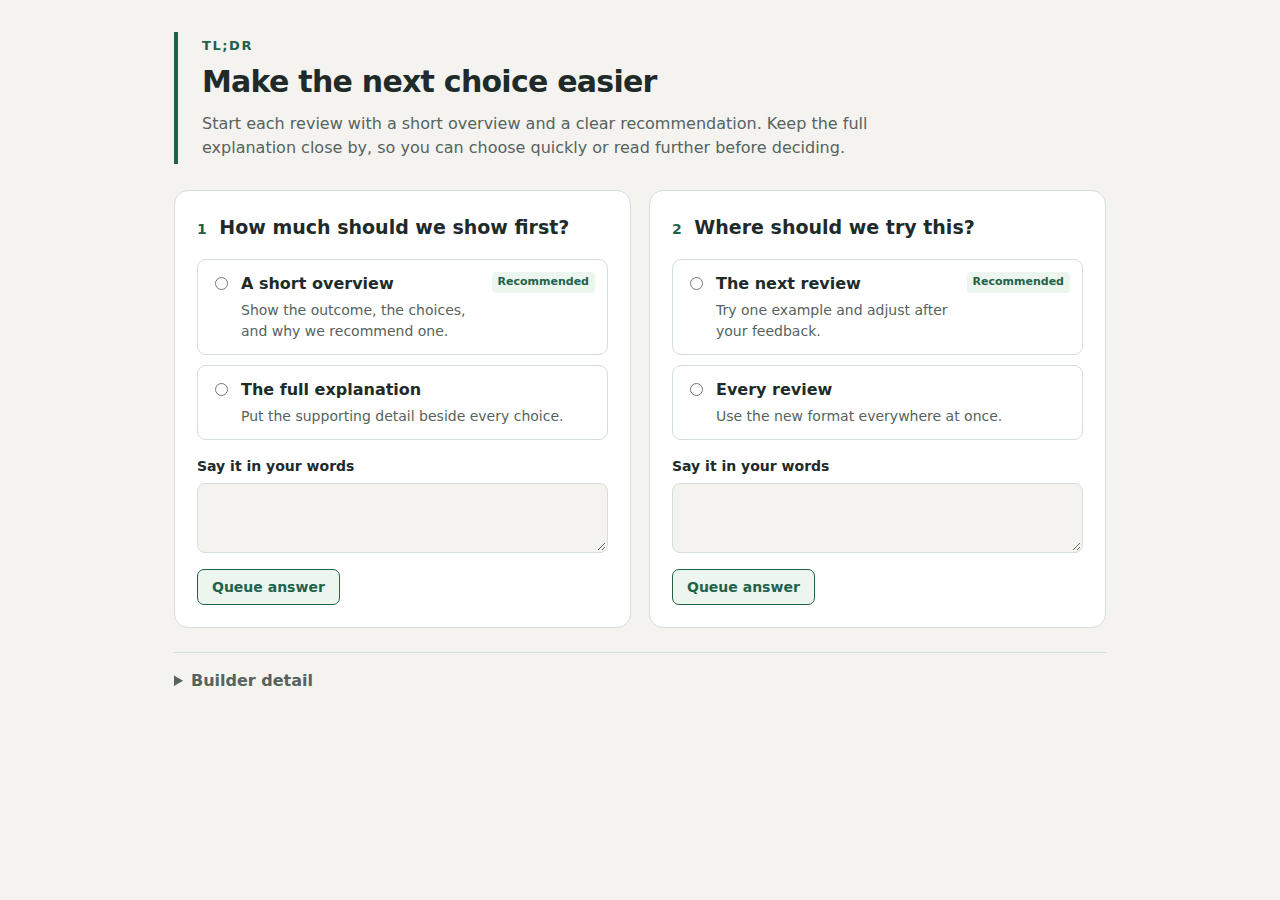 TL;DR
Make the next choice easier
Start each review with a short overview and a clear recommendation. Keep the full
explanation close by, so you can choose quickly or read further before deciding.
1 How much should we show first?
A short overview
Recommended
Show the outcome, the choices,
and why we recommend one.
The full explanation
Put the supporting detail beside every choice.
Say it in your words
Queue answer
2 Where should we try this?
The next review
Recommended
Try one example and adjust after
your feedback.
Every review
Use the new format everywhere at once.
Say it in your words
Queue answer
Builder detail